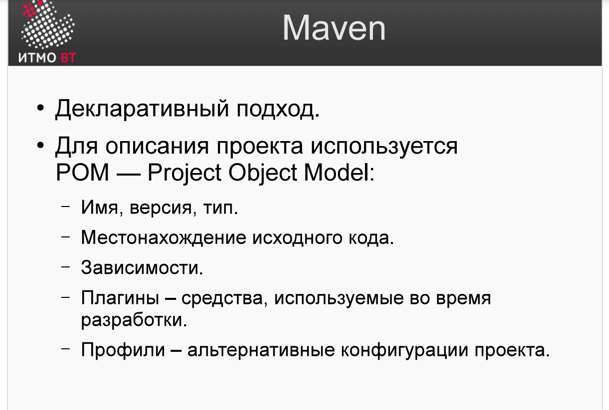 Maven
ИТМО ВТ
• Декларативный подход.
• Для описания проекта используется
POM — Project Object Model:
– Имя, версия, тип.
– Местонахождение исходного кода.
– Зависимости.
– Плагины – средства, используемые во время
разработки.
– Профили – альтернативные конфигурации проекта.